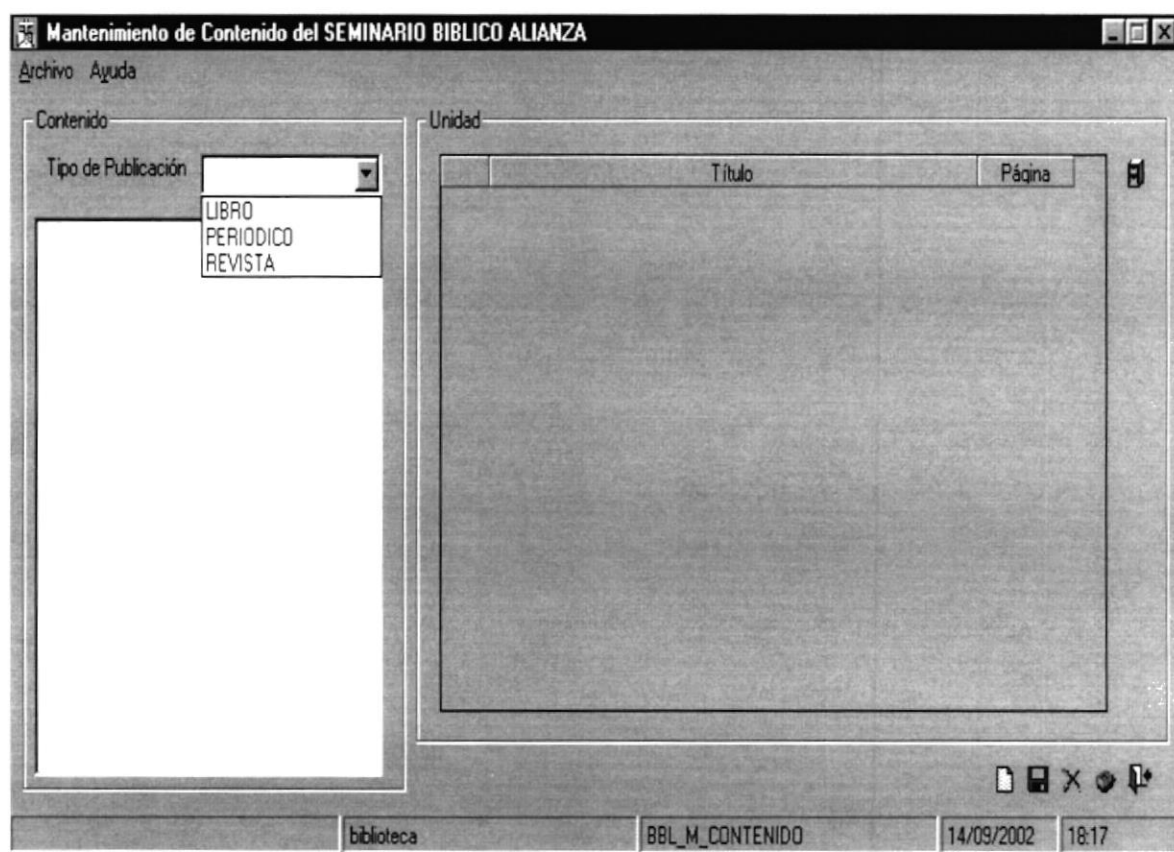 Mantenimiento de Contenido del SEMINARIO BIBLICO ALIANZA
Archivo Ayuda
Contenido
Tipo de Publicación
LIBRO
PERIODICO
REVISTA
Unidad
Título Página
biblioteca BBL_M_CONTENIDO 14/09/2002 18:17